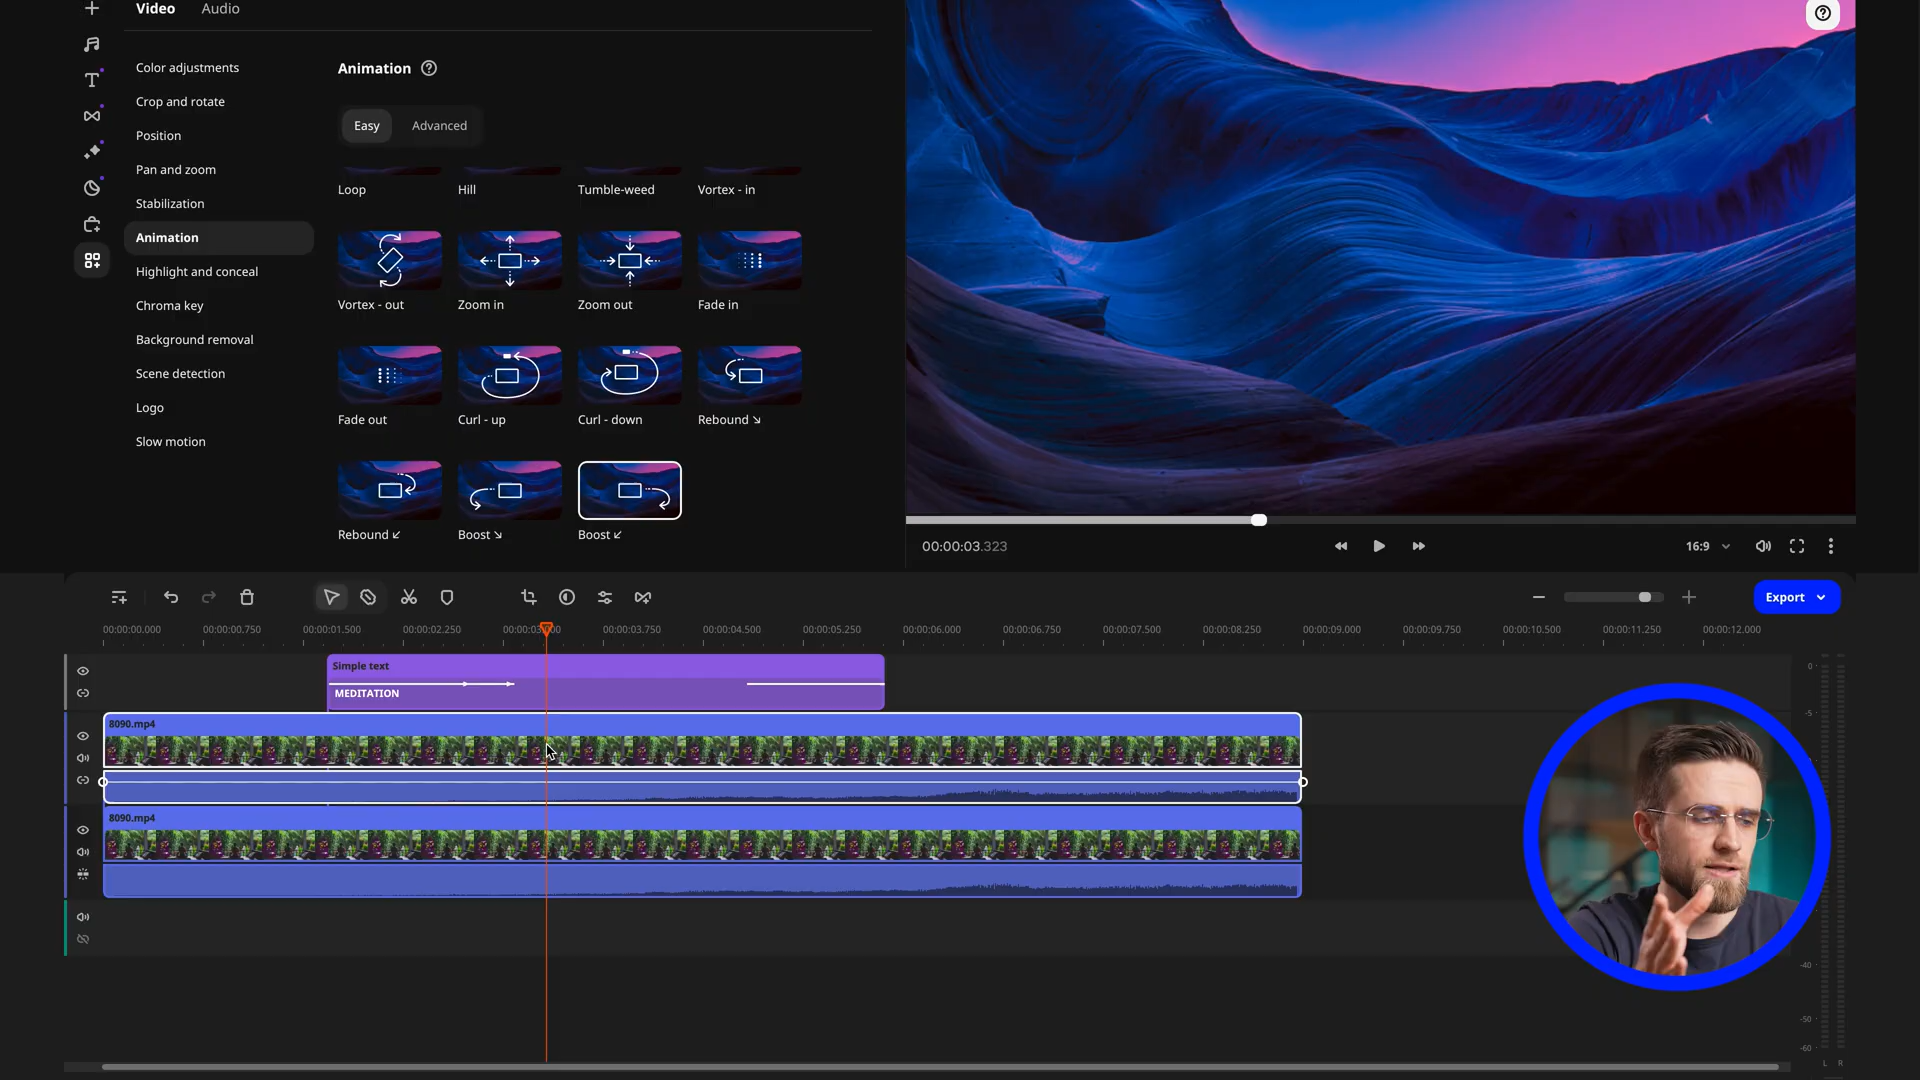 Video Audio
Color adjustments
Crop and rotate
Position
Pan and zoom
Stabilization
Animation
Highlight and conceal
Chroma key
Background removal
Scene detection
Logo
Slow motion
Animation
Easy Advanced
Loop Hill Tumble-weed Vortex - in
Vortex - out Zoom in Zoom out Fade in
Fade out Curl - up Curl - down Rebound ↘
Rebound ↙ Boost ↘ Boost ↙
00:00:03.323
16:9
Export
00:00:00.000 00:00:00.750 00:00:01.500 00:00:02.250 00:00:03.000 00:00:03.750 00:00:04.500 00:00:05.250 00:00:06.000 00:00:06.750 00:00:07.500 00:00:08.250 00:00:09.000 00:00:09.750 00:00:10.500 00:00:11.250 00:00:12.000
Simple text
MEDITATION
8090.mp4
8090.mp4
0
-5
-40
-50
-60
L R